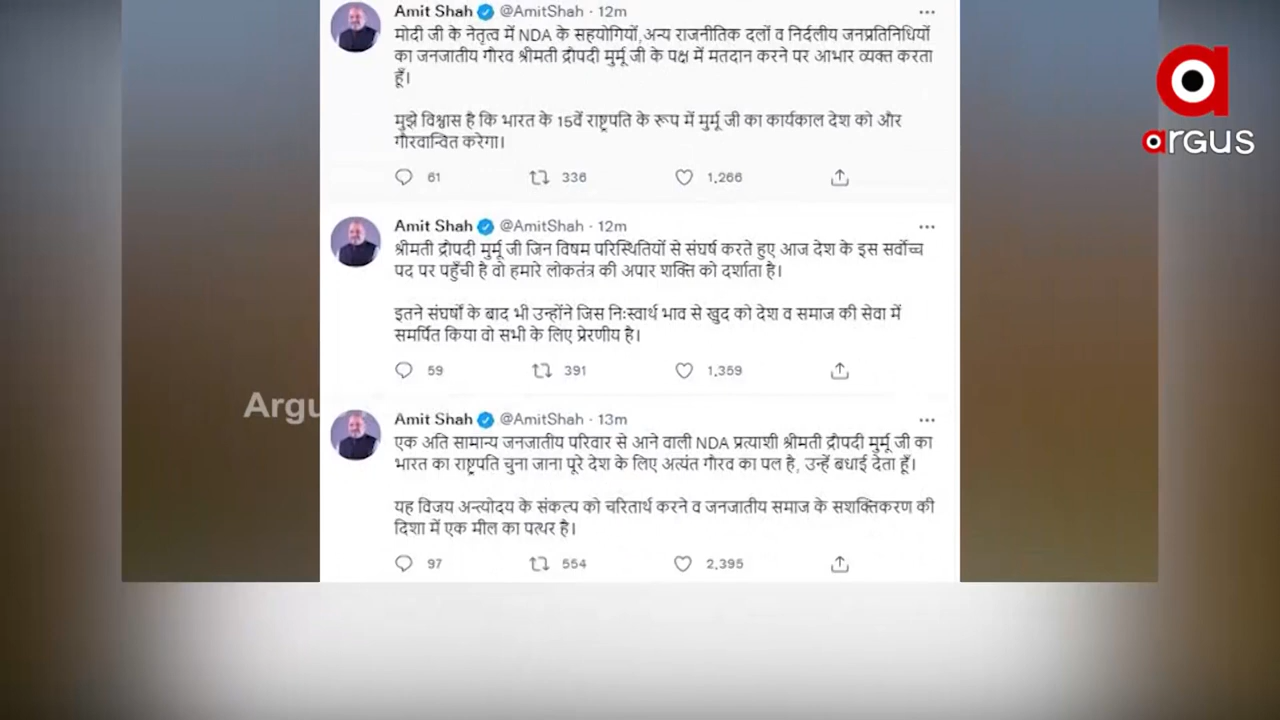 Amit Shah @AmitShah · 12m
मोदी जी के नेतृत्व में NDA के सहयोगियों,अन्य राजनीतिक दलों व निर्दलीय जनप्रतिनिधियों
का जनजातीय गौरव श्रीमती द्रौपदी मुर्मू जी के पक्ष में मतदान करने पर आभार व्यक्त करता
हूँ।
मुझे विश्वास है कि भारत के 15वें राष्ट्रपति के रूप में मुर्मू जी का कार्यकाल देश को और
गौरवान्वित करेगा।
61 336 1,266
Amit Shah @AmitShah · 12m
श्रीमती द्रौपदी मुर्मू जी जिन विषम परिस्थितियों से संघर्ष करते हुए आज देश के इस सर्वोच्च
पद पर पहुँची है वो हमारे लोकतंत्र की अपार शक्ति को दर्शाता है।
इतने संघर्षों के बाद भी उन्होंने जिस निःस्वार्थ भाव से खुद को देश व समाज की सेवा में
समर्पित किया वो सभी के लिए प्रेरणीय है।
59 391 1,359
Amit Shah @AmitShah · 13m
एक अति सामान्य जनजातीय परिवार से आने वाली NDA प्रत्याशी श्रीमती द्रौपदी मुर्मू जी का
भारत का राष्ट्रपति चुना जाना पूरे देश के लिए अत्यंत गौरव का पल है, उन्हें बधाई देता हूँ।
यह विजय अन्त्योदय के संकल्प को चरितार्थ करने व जनजातीय समाज के सशक्तिकरण की
दिशा में एक मील का पत्थर है।
97 554 2,395
argus